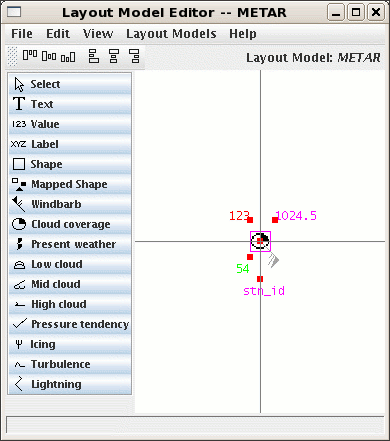 Layout Model Editor -- METAR
File Edit View Layout Models Help
Layout Model: METAR
Select
T Text
123 Value
XYZ Label
Shape
Mapped Shape
Windbarb
Cloud coverage
Present weather
Low cloud
Mid cloud
High cloud
Pressure tendency
Icing
Turbulence
Lightning
123 1024.5
54
stn_id